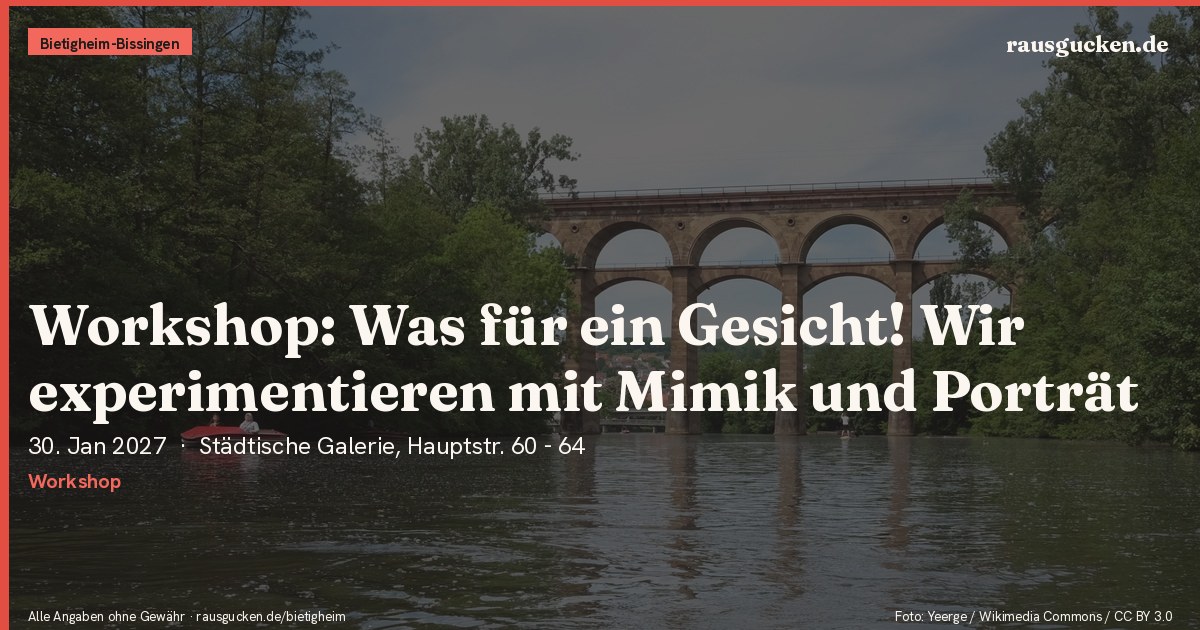 Bietigheim-Bissingen
rausgucken.de
Workshop: Was für ein Gesicht! Wir
experimentieren mit Mimik und Porträt
30. Jan 2027 · Städtische Galerie, Hauptstr. 60 - 64
Workshop
Alle Angaben ohne Gewähr · rausgucken.de/bietigheim
Foto: Yeerge / Wikimedia Commons / CC BY 3.0